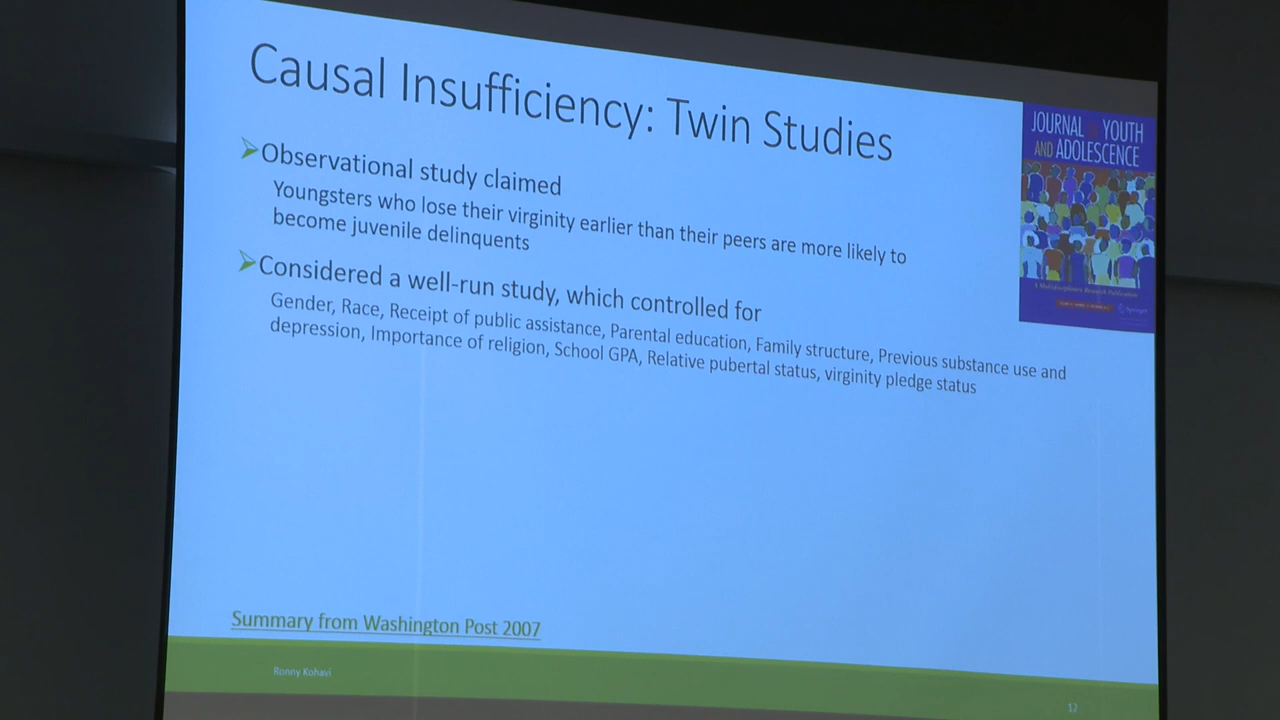 Causal Insufficiency: Twin Studies
JOURNAL OF YOUTH
AND ADOLESCENCE
A Multidisciplinary Research Publication
Springer
Observational study claimed
Youngsters who lose their virginity earlier than their peers are more likely to
become juvenile delinquents
Considered a well-run study, which controlled for
Gender, Race, Receipt of public assistance, Parental education, Family structure, Previous substance use and
depression, Importance of religion, School GPA, Relative pubertal status, virginity pledge status
Summary from Washington Post 2007
Ronny Kohavi
12